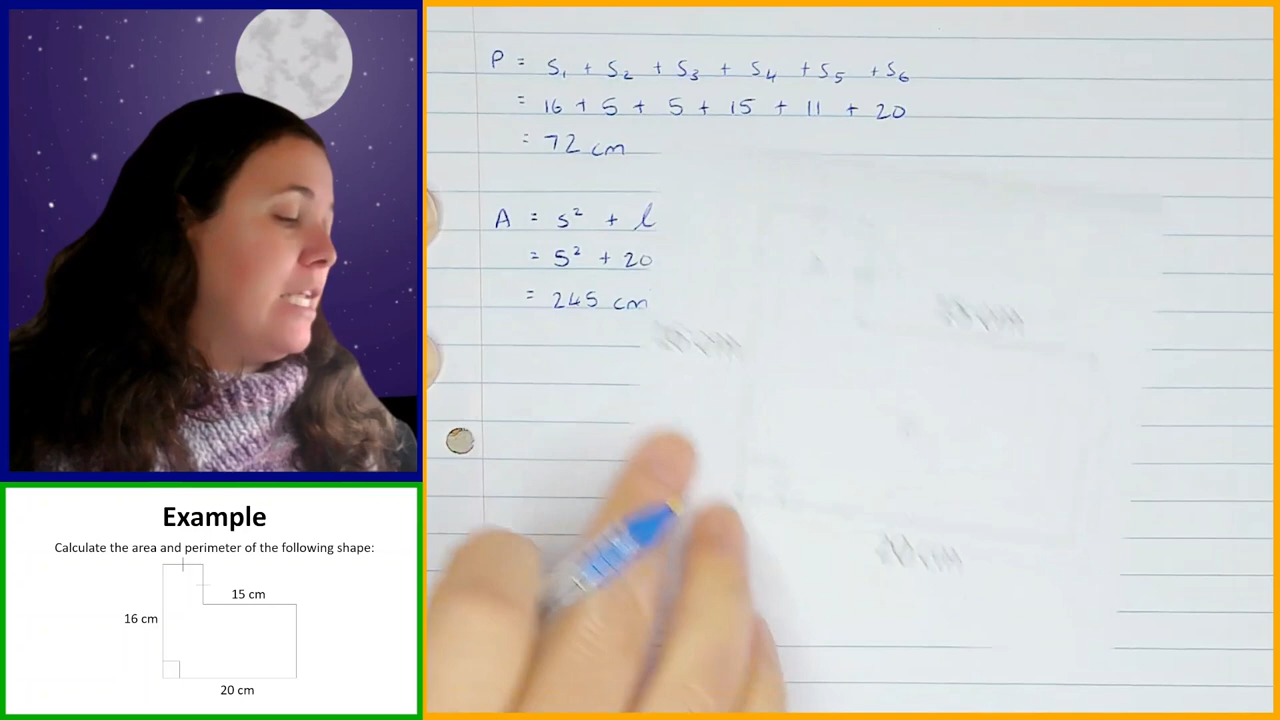 P = S₁ + S₂ + S₃ + S₄ + S₅ + S₆
= 16 + 5 + 5 + 15 + 11 + 20
= 72 cm
A = s² + l
= 5² + 20
= 245 cm
Example
Calculate the area and perimeter of the following shape:
15 cm
16 cm
20 cm